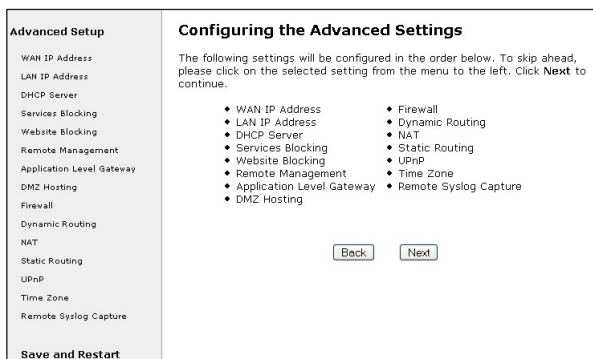 Advanced Setup
WAN IP Address
LAN IP Address
DHCP Server
Services Blocking
Website Blocking
Remote Management
Application Level Gateway
DMZ Hosting
Firewall
Dynamic Routing
NAT
Static Routing
UPnP
Time Zone
Remote Syslog Capture
Save and Restart
Configuring the Advanced Settings
The following settings will be configured in the order below. To skip ahead,
please click on the selected setting from the menu to the left. Click Next to
continue.
◆ WAN IP Address
◆ LAN IP Address
◆ DHCP Server
◆ Services Blocking
◆ Website Blocking
◆ Remote Management
◆ Application Level Gateway
◆ DMZ Hosting
◆ Firewall
◆ Dynamic Routing
◆ NAT
◆ Static Routing
◆ UPnP
◆ Time Zone
◆ Remote Syslog Capture
Back Next